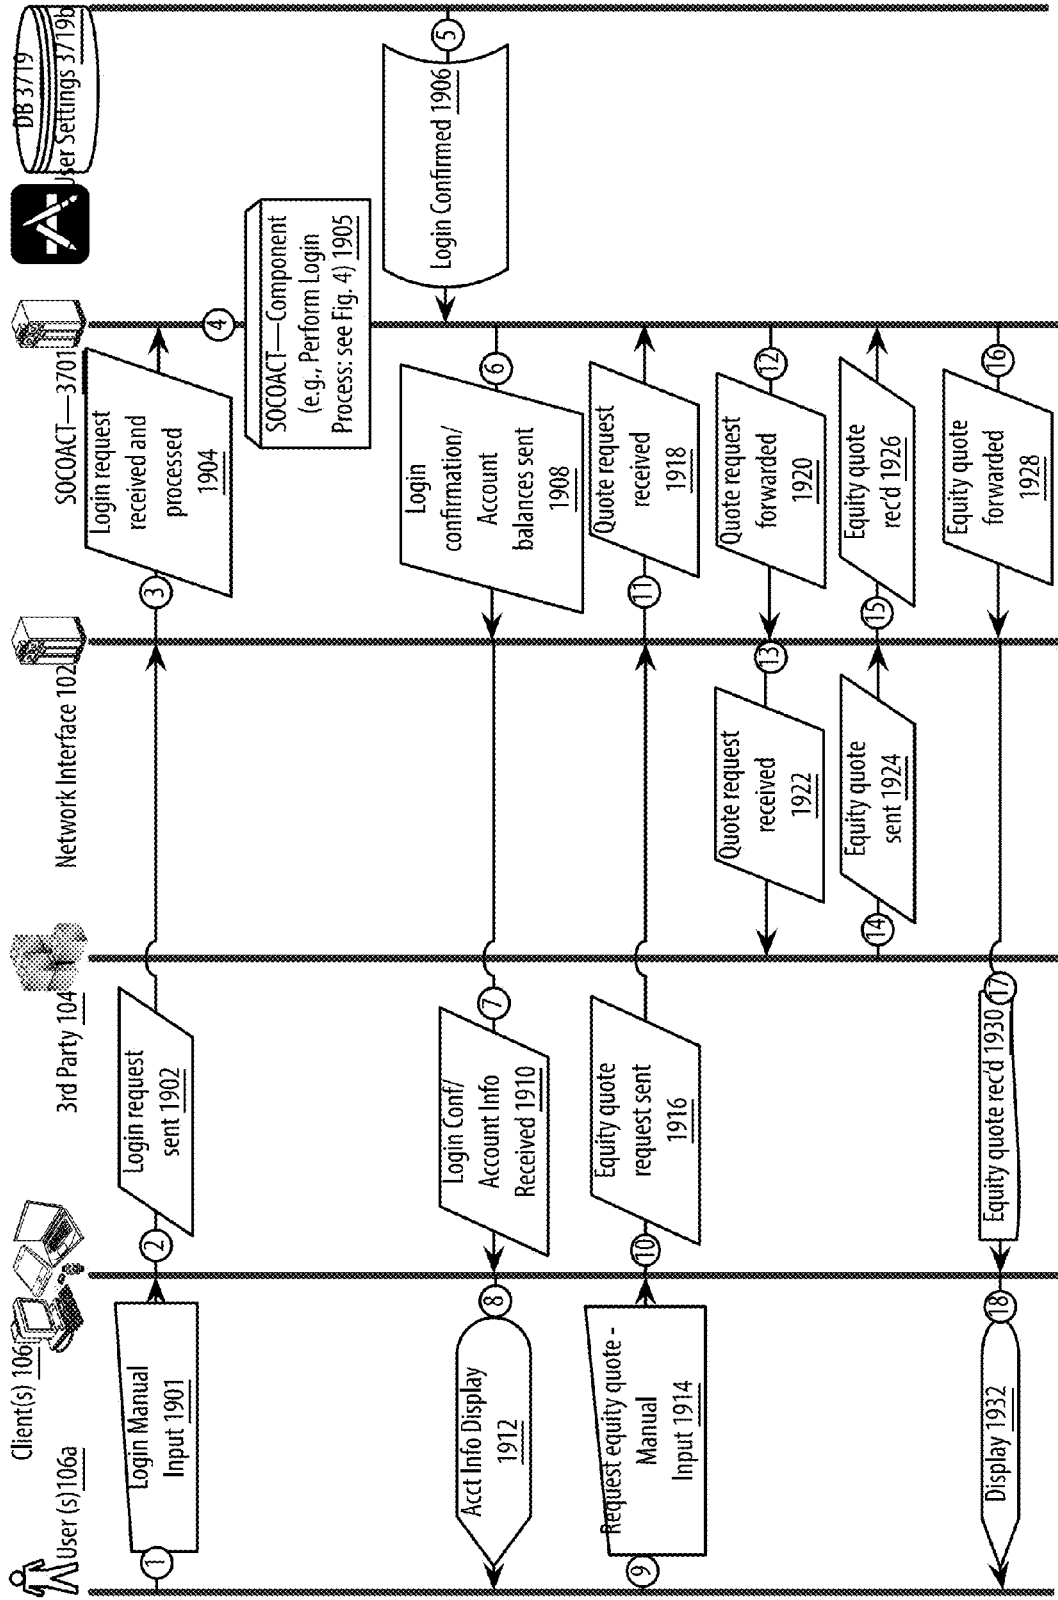 User (s)106a
Client(s) 106
3rd Party 104
Network Interface 102
SOCOACT—3701
DB 3719
User Settings 3719b
1
Login Manual
Input 1901
2
Login request
sent 1902
3
Login request
received and
processed
1904
4
SOCOACT—Component
(e.g., Perform Login
Process: see Fig. 4) 1905
5
Login Confirmed 1906
6
Login
confirmation/
Account
balances sent
1908
7
Login Conf/
Account Info
Received 1910
8
Acct Info Display
1912
9
Request equity quote -
Manual
Input 1914
10
Equity quote
request sent
1916
11
Quote request
received
1918
12
Quote request
forwarded
1920
13
Quote request
received
1922
14
Equity quote
sent 1924
15
Equity quote
rec'd 1926
16
Equity quote
forwarded
1928
17
Equity quote rec'd 1930
18
Display 1932